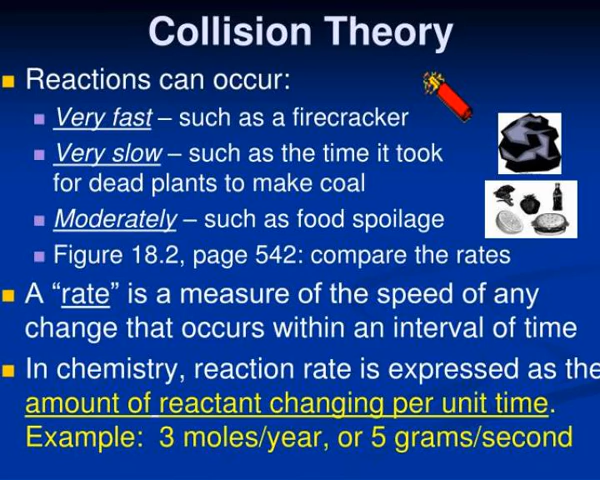 Collision Theory
Reactions can occur:
Very fast – such as a firecracker
Very slow – such as the time it took
for dead plants to make coal
Moderately – such as food spoilage
Figure 18.2, page 542: compare the rates
A “rate” is a measure of the speed of any
change that occurs within an interval of time
In chemistry, reaction rate is expressed as the
amount of reactant changing per unit time.
Example: 3 moles/year, or 5 grams/second